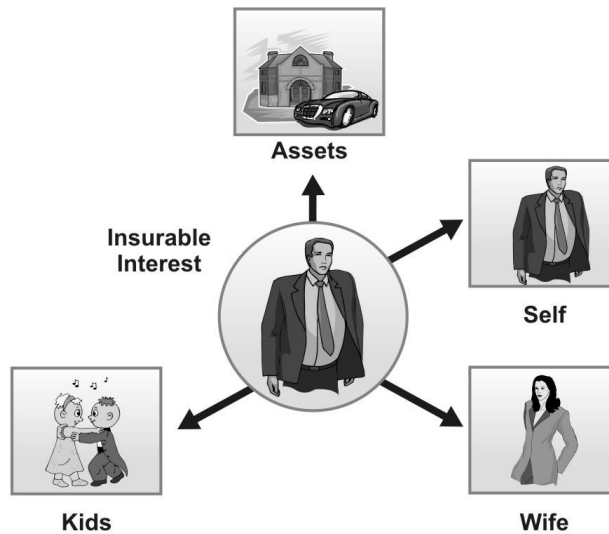 Assets
Insurable
Interest
Self
Kids
Wife